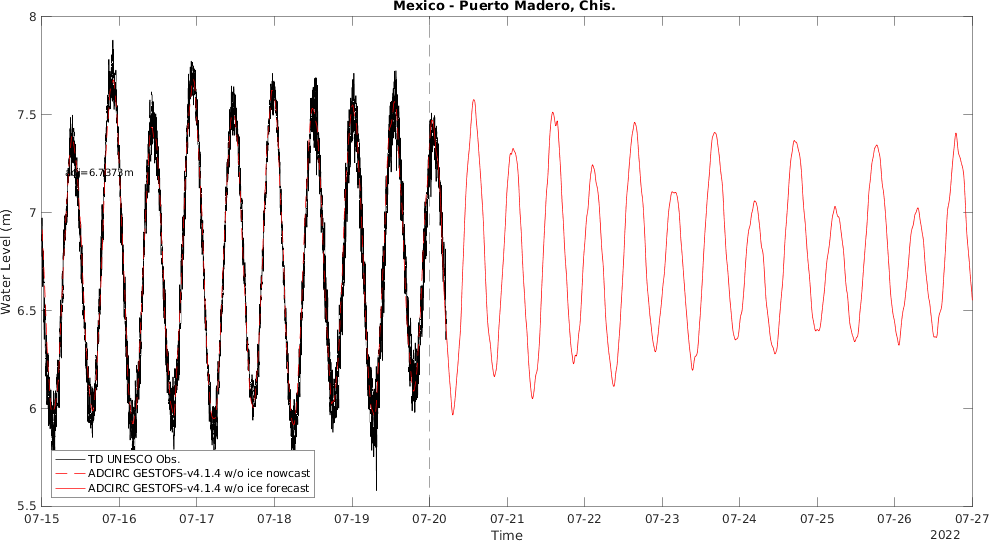 Mexico - Puerto Madero, Chis.
8
7.5
7
6.5
6
5.5
Water Level (m)
TD UNESCO Obs.
ADCIRC GESTOFS-v4.1.4 w/o ice nowcast
ADCIRC GESTOFS-v4.1.4 w/o ice forecast
07-15 07-16 07-17 07-18 07-19 07-20 07-21 07-22 07-23 07-24 07-25 07-26 07-27
Time
2022